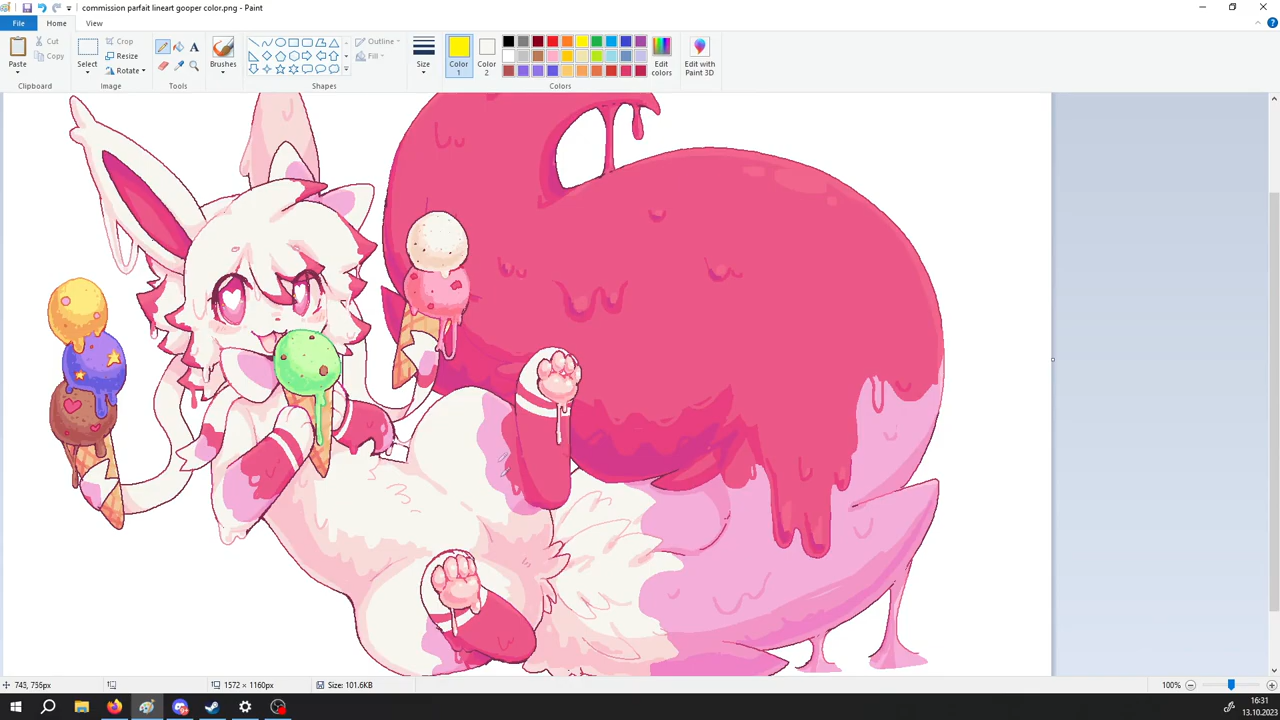 commission parfait lineart gooper color.png - Paint
File Home View
Paste
Cut
Copy
Clipboard
Select
Crop
Resize
Rotate
Image
A
Tools
Brushes
Shapes
Outline
Fill
Size
Color 1
Color 2
Edit colors
Colors
Edit with Paint 3D
743, 755px
1572 × 1160px
Size: 101.6KB
100%
16:31
13.10.2023